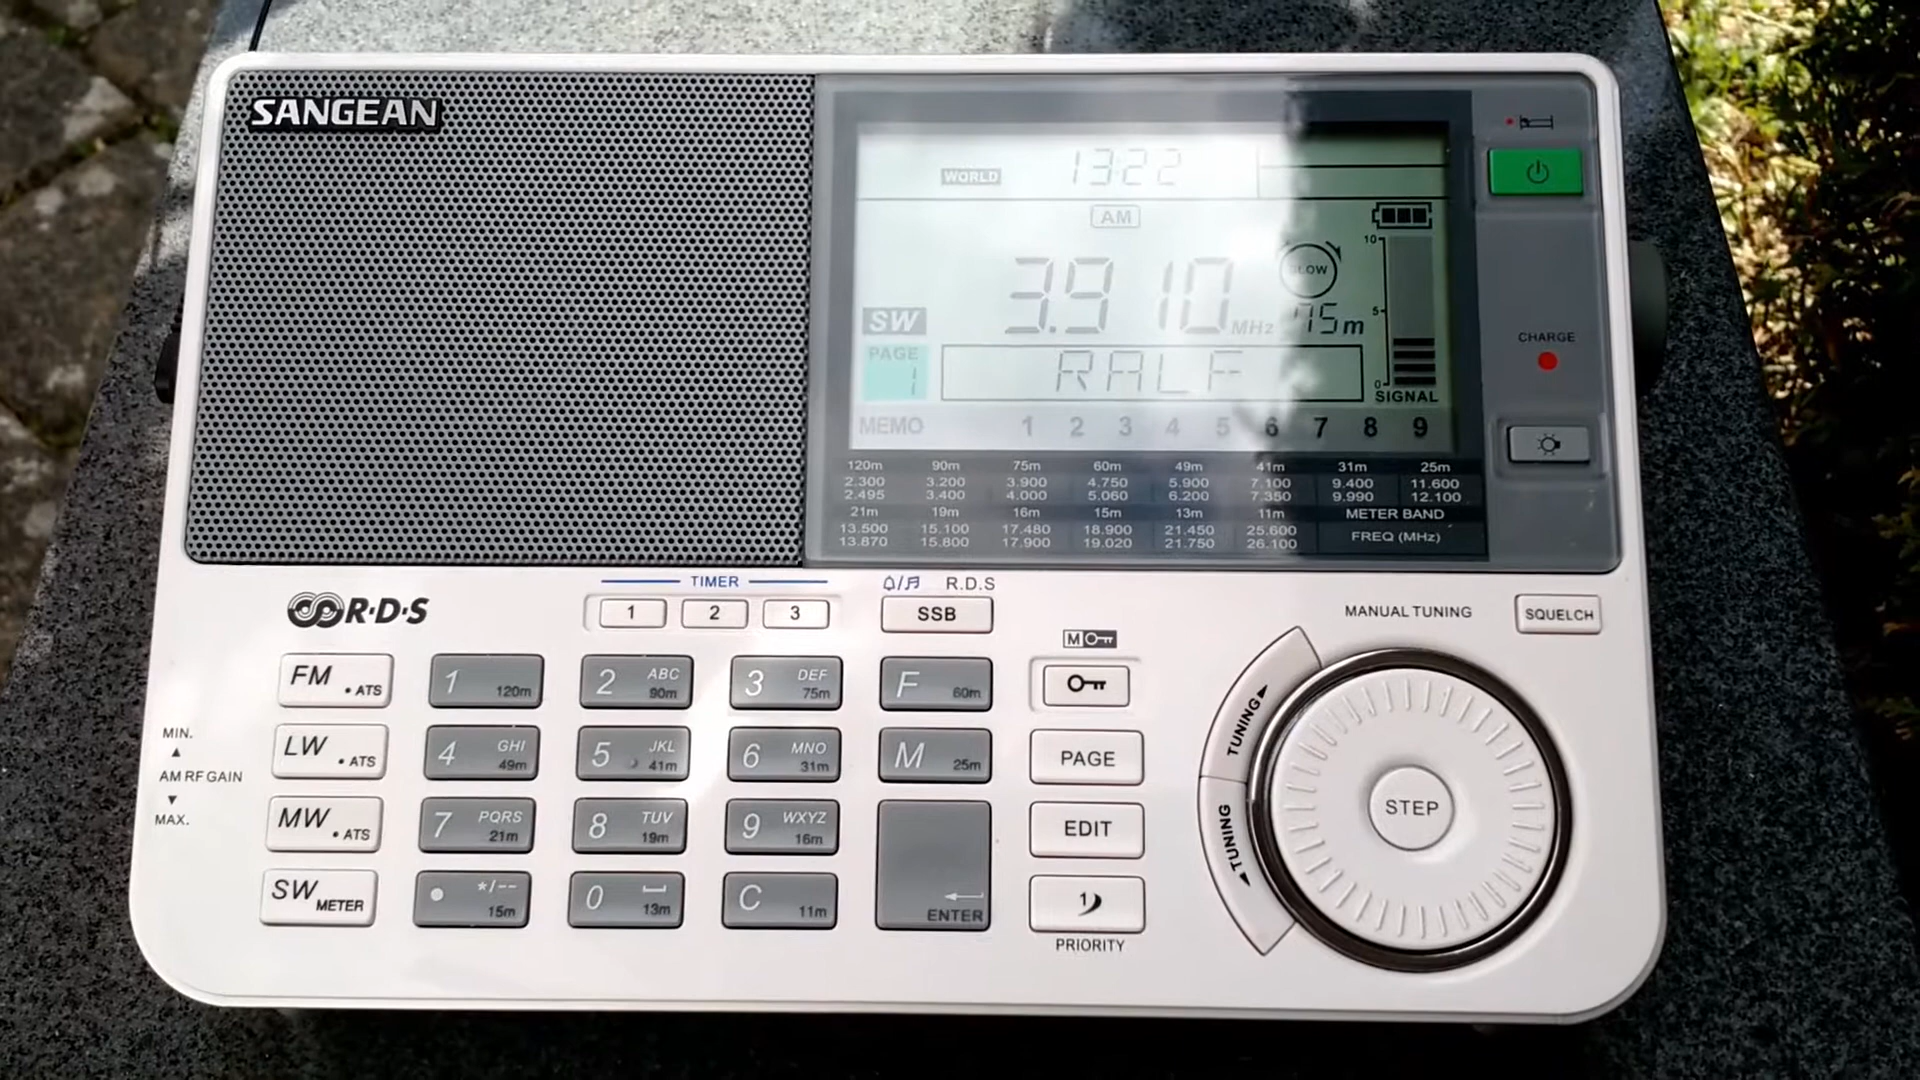 SANGEAN
WORLD 13:22
AM
SW 3.910 MHz 75m
SLOW
10
5
0
SIGNAL
PAGE 1
RALF
MEMO 1 2 3 4 5 6 7 8 9
CHARGE
120m 90m 75m 60m 49m 41m 31m 25m
2.300 3.200 3.900 4.750 5.900 7.100 9.400 11.600
2.495 3.400 4.000 5.060 6.200 7.350 9.990 12.100
21m 19m 16m 15m 13m 11m METER BAND
13.500 15.100 17.480 18.900 21.450 25.600 FREQ (MHz)
13.870 15.800 17.900 19.020 21.750 26.100
R·D·S
TIMER
1 2 3
R.D.S
SSB
MANUAL TUNING
SQUELCH
M
FM • ATS
1 120m
2 ABC 90m
3 DEF 75m
F 60m
LW • ATS
4 GHI 49m
5 JKL 41m
6 MNO 31m
M 25m
PAGE
MIN.
AM RF GAIN
MAX.
MW • ATS
7 PQRS 21m
8 TUV 19m
9 WXYZ 16m
EDIT
SW METER
• */-- 15m
0 13m
C 11m
ENTER
1
PRIORITY
TUNING
TUNING
STEP